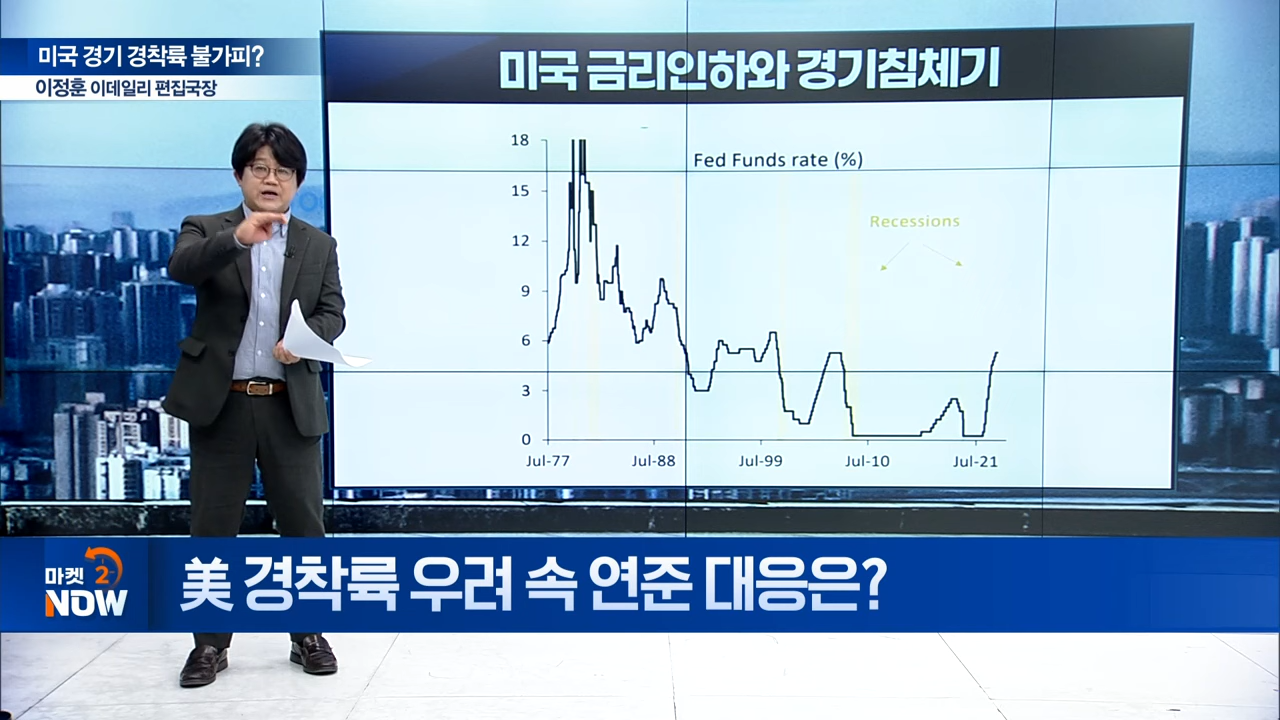 미국 경기 경착륙 불가피?
이정훈 이데일리 편집국장
미국 금리인하와 경기침체기
Fed Funds rate (%)
Recessions
18
15
12
9
6
3
0
Jul-77 Jul-88 Jul-99 Jul-10 Jul-21
마켓 2
NOW
美 경착륙 우려 속 연준 대응은?